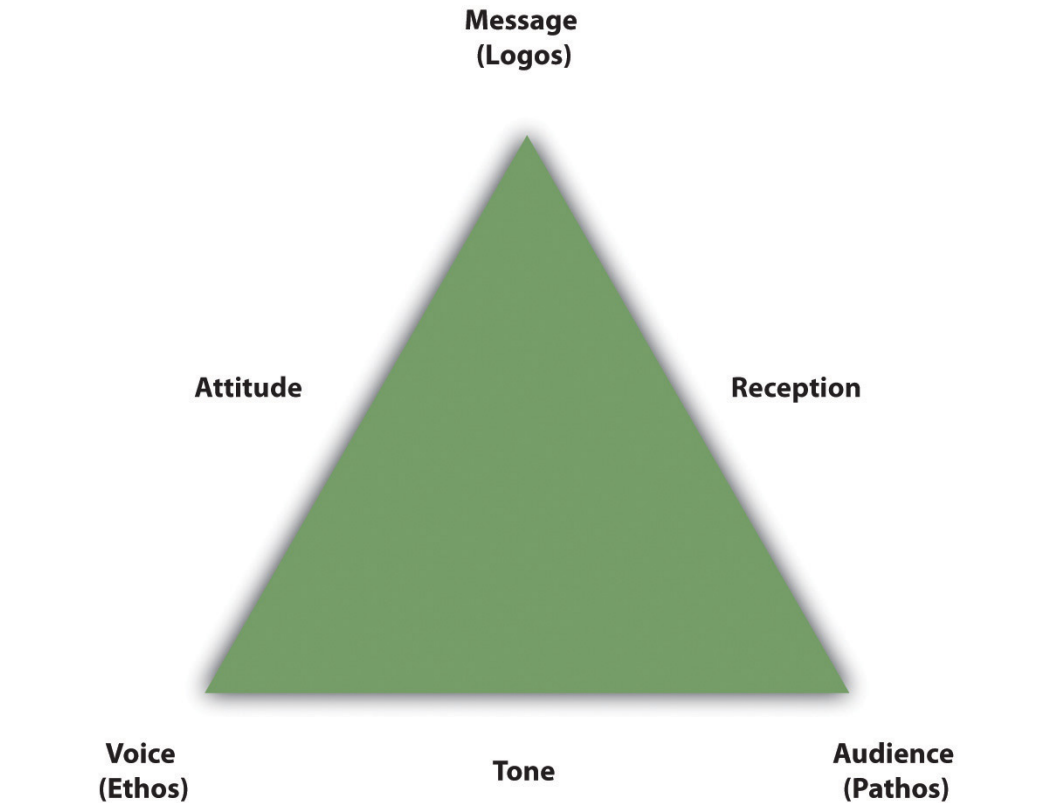 Message
(Logos)
Attitude
Reception
Voice
(Ethos)
Tone
Audience
(Pathos)